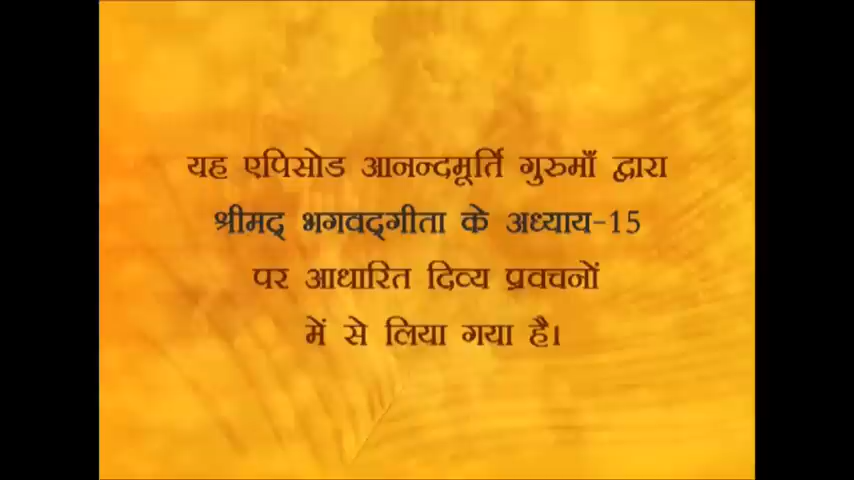 यह एपिसोड आनन्दमूर्ति गुरुमाँ द्वारा
श्रीमद् भगवद्‌गीता के अध्याय-15
पर आधारित दिव्य प्रवचनों
में से लिया गया है।